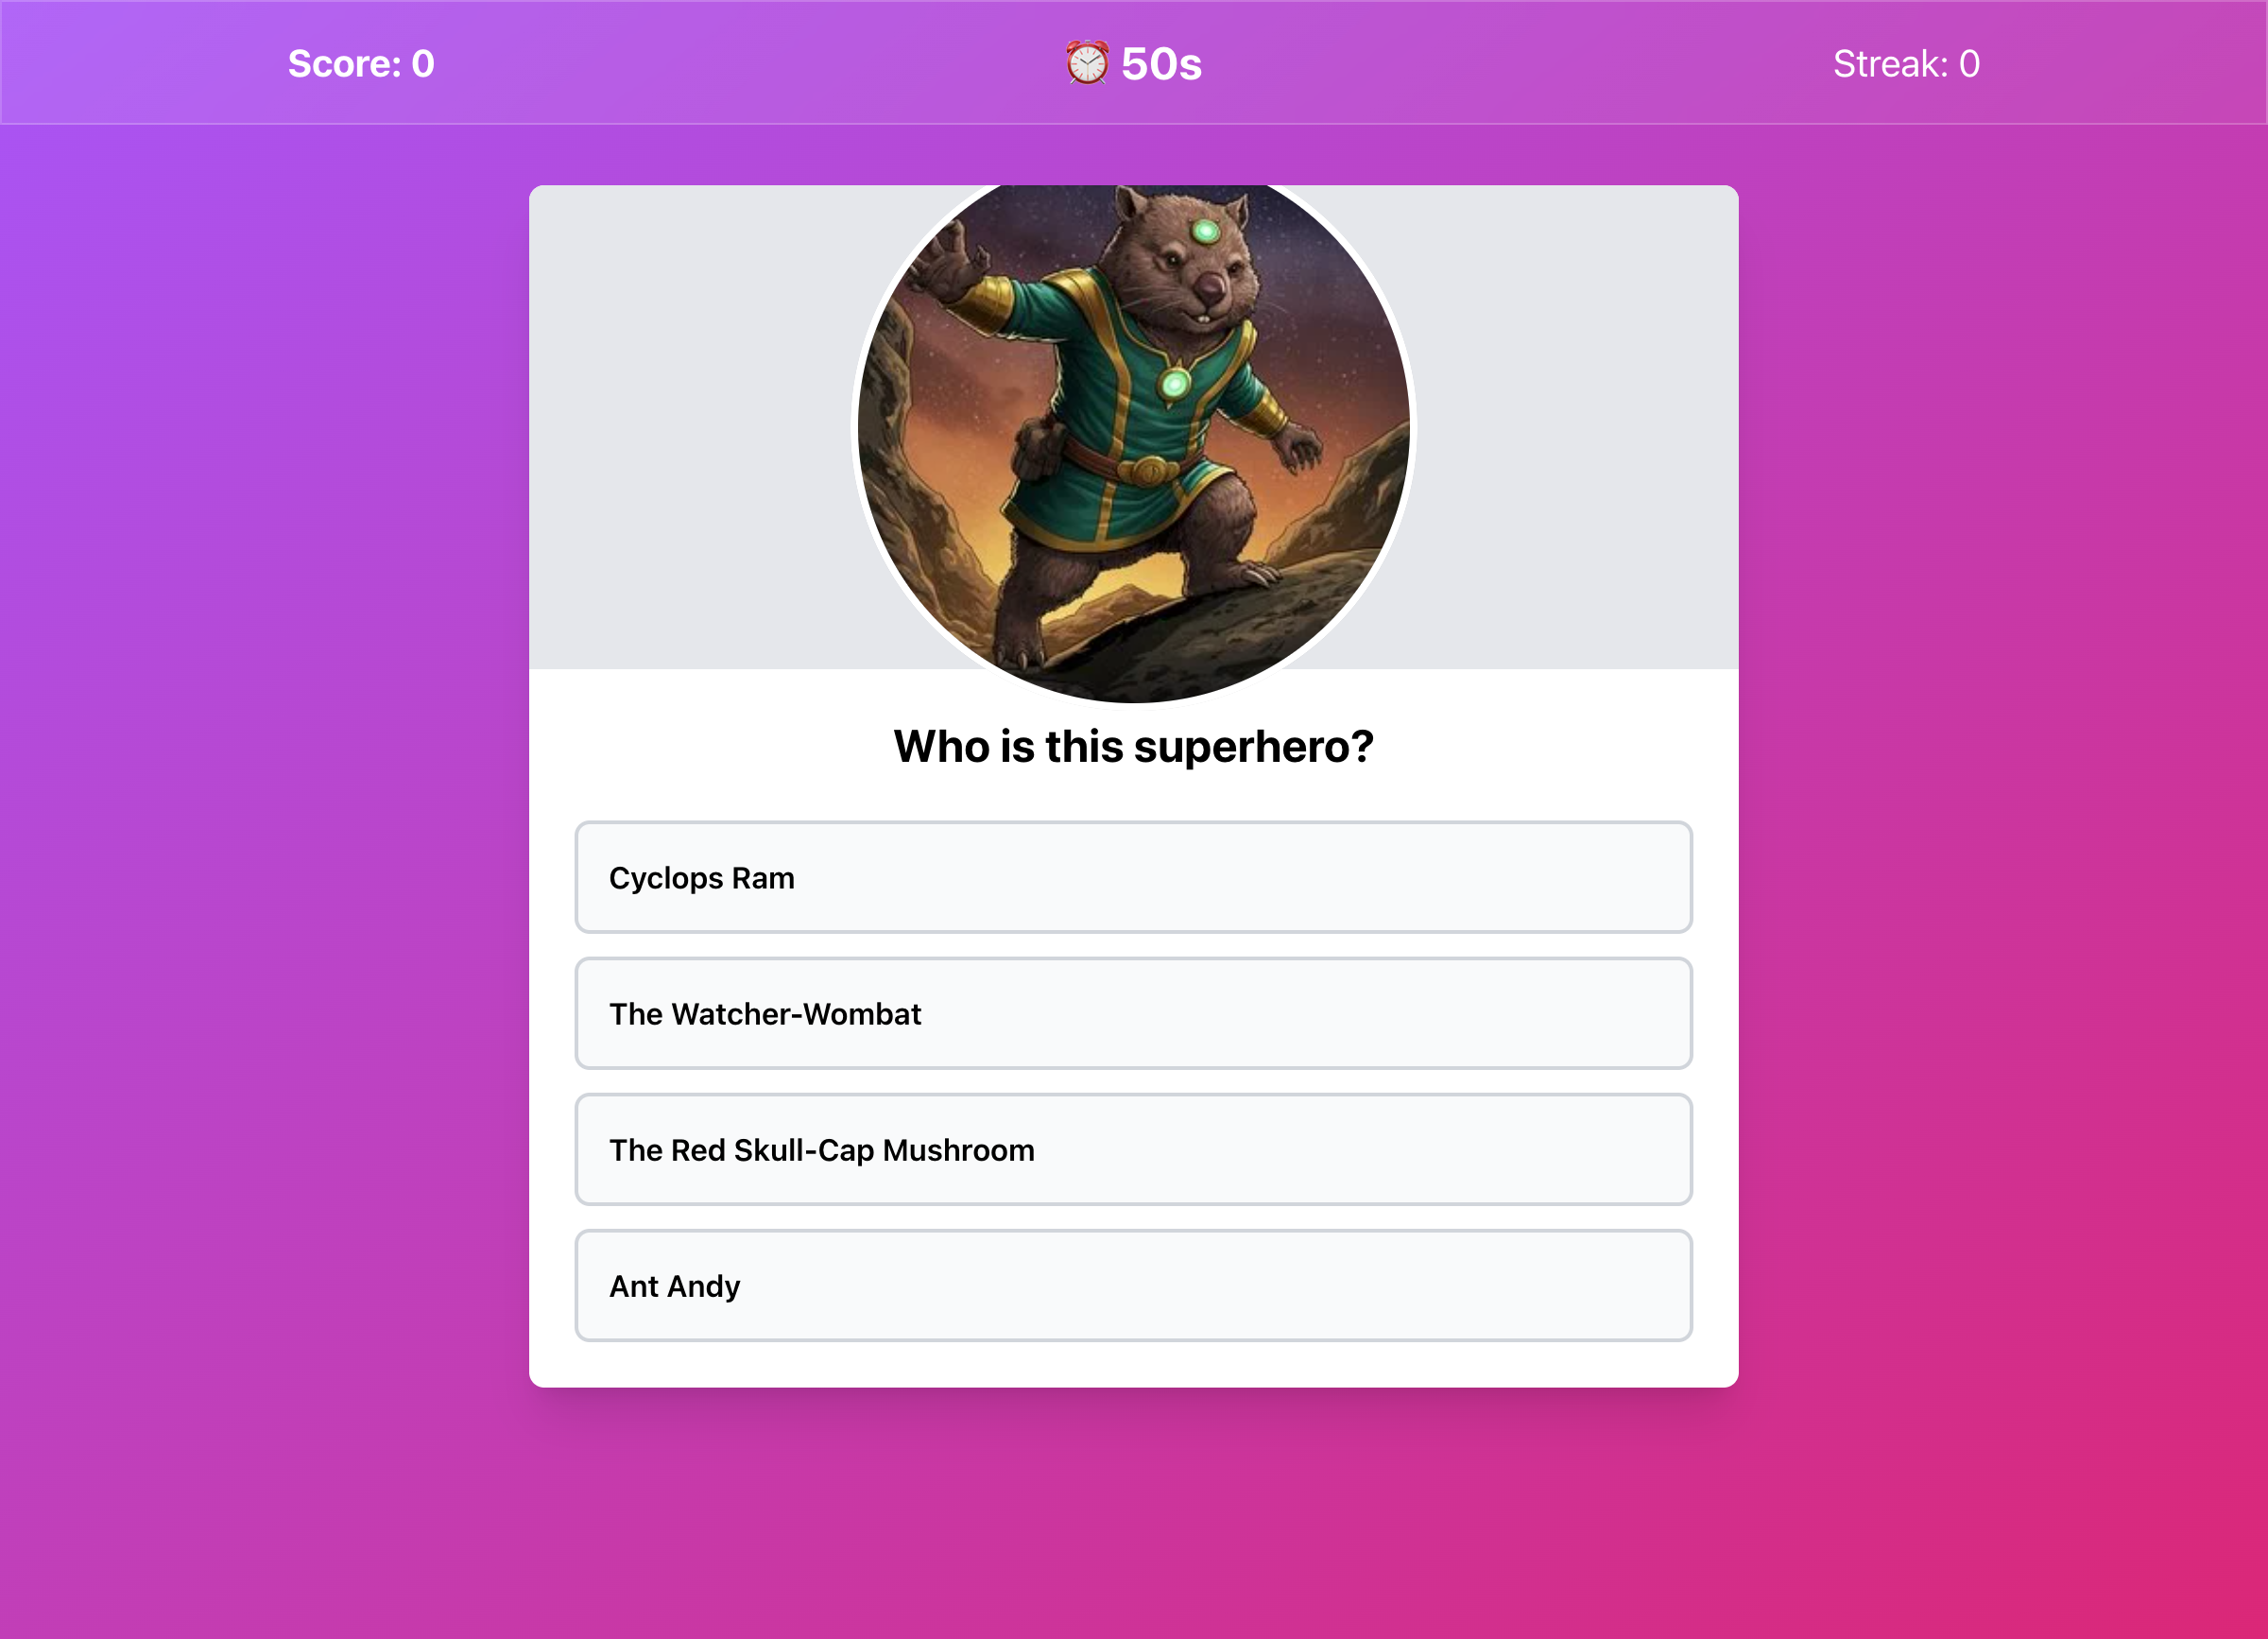 Score: 0
⏰ 50s
Streak: 0
Who is this superhero?
Cyclops Ram
The Watcher-Wombat
The Red Skull-Cap Mushroom
Ant Andy